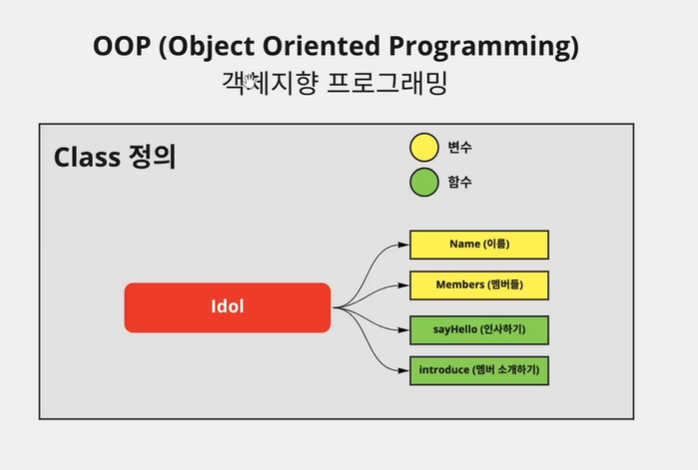 OOP (Object Oriented Programming)
객체지향 프로그래밍
Class 정의
변수
함수
Idol
Name (이름)
Members (멤버들)
sayHello (인사하기)
introduce (멤버 소개하기)